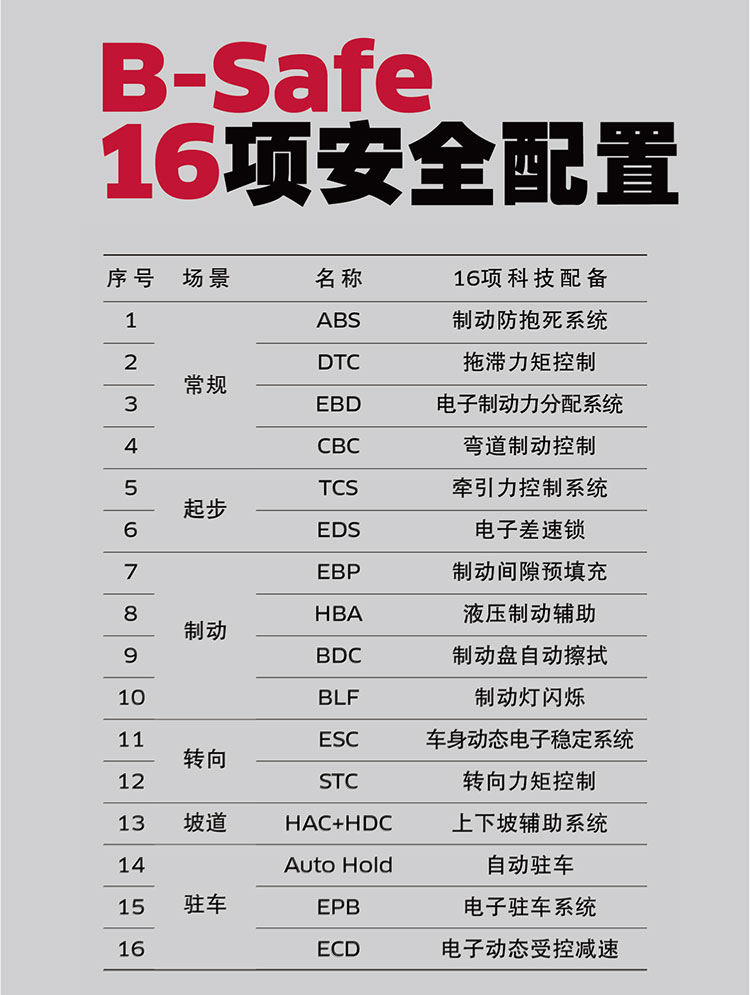 B-Safe
16项安全配置
序号 场景 名称 16项科技配备
1 常规 ABS 制动防抱死系统
2 DTC 拖滞力矩控制
3 EBD 电子制动力分配系统
4 CBC 弯道制动控制
5 起步 TCS 牵引力控制系统
6 EDS 电子差速锁
7 制动 EBP 制动间隙预填充
8 HBA 液压制动辅助
9 BDC 制动盘自动擦拭
10 BLF 制动灯闪烁
11 转向 ESC 车身动态电子稳定系统
12 STC 转向力矩控制
13 坡道 HAC+HDC 上下坡辅助系统
14 驻车 Auto Hold 自动驻车
15 EPB 电子驻车系统
16 ECD 电子动态受控减速